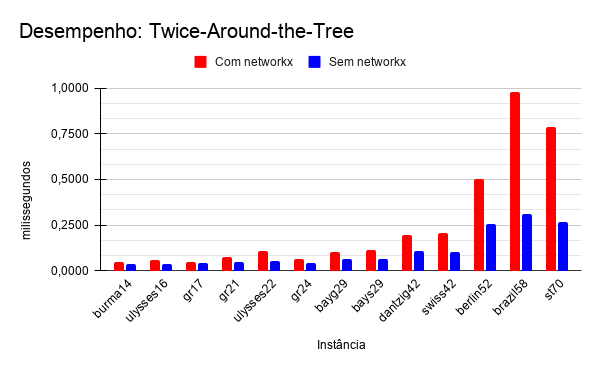 Desempenho: Twice-Around-the-Tree
Com networkx
Sem networkx
milissegundos
1,0000
0,7500
0,5000
0,2500
0,0000
burma14
ulysses16
gr17
gr21
ulysses22
gr24
bayg29
bays29
dantzig42
swiss42
berlin52
brazil58
st70
Instância